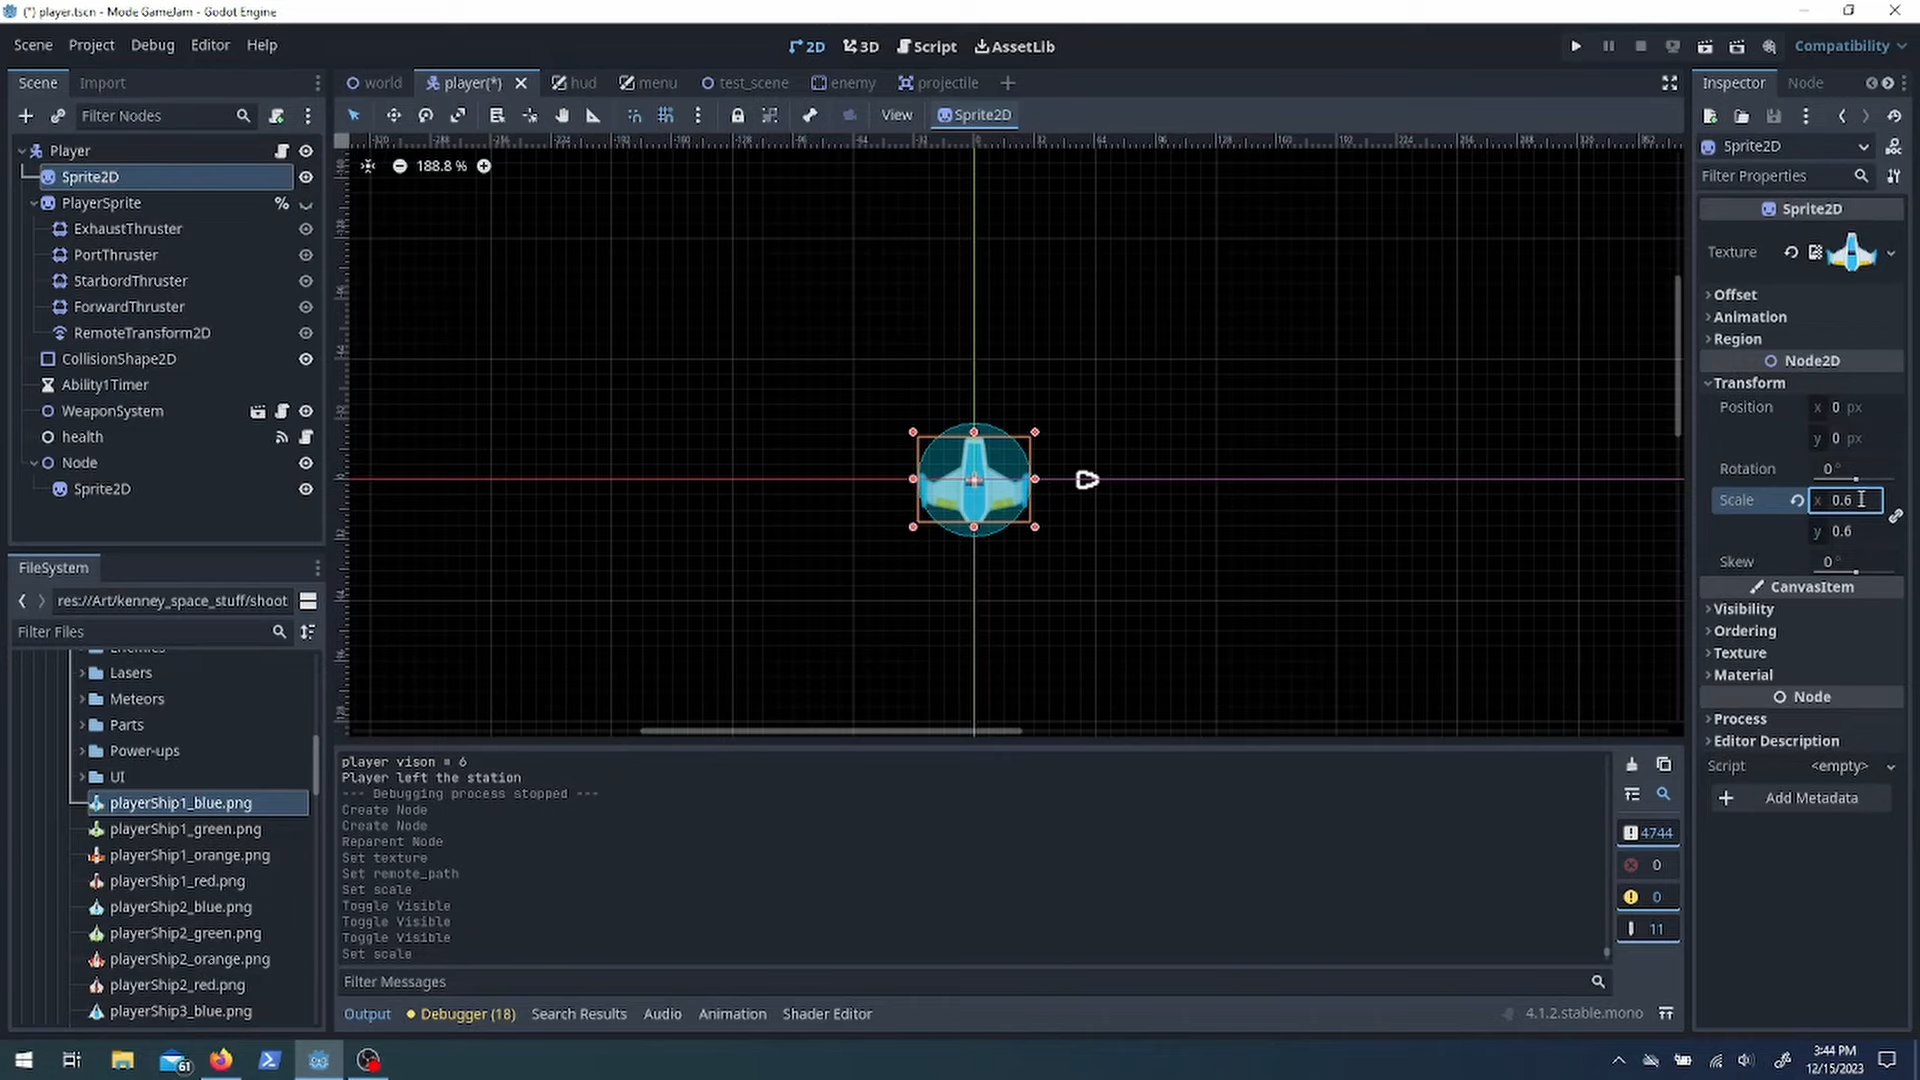 (*) player.tscn - Mode GameJam - Godot Engine
Scene Project Debug Editor Help
2D 3D Script AssetLib
Compatibility
Scene Import
world player(*) hud menu test_scene enemy projectile
Inspector Node
Filter Nodes
View Sprite2D
Player
Sprite2D
PlayerSprite
ExhaustThruster
PortThruster
StarbordThruster
ForwardThruster
RemoteTransform2D
CollisionShape2D
Ability1Timer
WeaponSystem
health
Node
Sprite2D
188.8 %
FileSystem
res://Art/kenney_space_stuff/shoot
Filter Files
Enemies
Lasers
Meteors
Parts
Power-ups
UI
playerShip1_blue.png
playerShip1_green.png
playerShip1_orange.png
playerShip1_red.png
playerShip2_blue.png
playerShip2_green.png
playerShip2_orange.png
playerShip2_red.png
playerShip3_blue.png
player vison = 6
Player left the station
--- Debugging process stopped ---
Create Node
Create Node
Reparent Node
Set texture
Set remote_path
Set scale
Toggle Visible
Toggle Visible
Toggle Visible
Set scale
4744
0
0
11
Filter Messages
Output Debugger (18) Search Results Audio Animation Shader Editor
4.1.2.stable.mono
Sprite2D
Filter Properties
Sprite2D
Texture
Offset
Animation
Region
Node2D
Transform
Position x 0 px
y 0 px
Rotation 0 °
Scale x 0.6
y 0.6
Skew 0 °
CanvasItem
Visibility
Ordering
Texture
Material
Node
Process
Editor Description
Script <empty>
Add Metadata
61
3:44 PM
12/15/2023